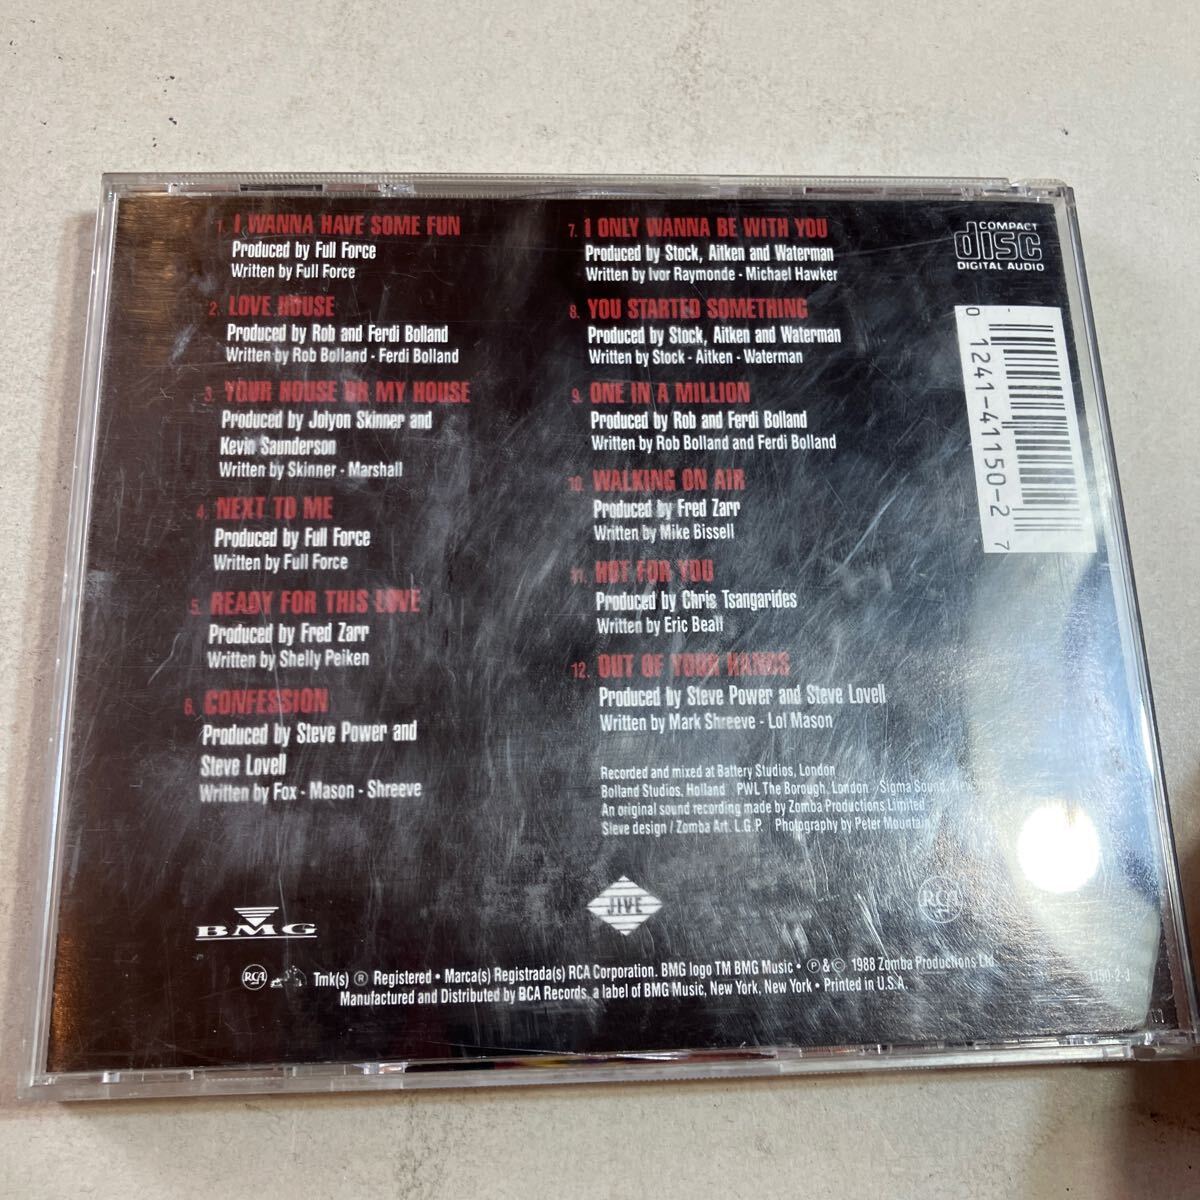 1. I WANNA HAVE SOME FUN
Produced by Full Force
Written by Full Force
2. LOVE HOUSE
Produced by Rob and Ferdi Bolland
Written by Rob Bolland - Ferdi Bolland
3. YOUR HOUSE OR MY HOUSE
Produced by Jolyon Skinner and
Kevin Saunderson
Written by Skinner - Marshall
4. NEXT TO ME
Produced by Full Force
Written by Full Force
5. READY FOR THIS LOVE
Produced by Fred Zarr
Written by Shelly Peiken
6. CONFESSION
Produced by Steve Power and
Steve Lovell
Written by Fox - Mason - Shreeve
7. I ONLY WANNA BE WITH YOU
Produced by Stock, Aitken and Waterman
Written by Ivor Raymonde - Michael Hawker
8. YOU STARTED SOMETHING
Produced by Stock, Aitken and Waterman
Written by Stock - Aitken - Waterman
9. ONE IN A MILLION
Produced by Rob and Ferdi Bolland
Written by Rob Bolland and Ferdi Bolland
10. WALKING ON AIR
Produced by Fred Zarr
Written by Mike Bissell
11. HOT FOR YOU
Produced by Chris Tsangarides
Written by Eric Beall
12. OUT OF YOUR HANDS
Produced by Steve Power and Steve Lovell
Written by Mark Shreeve - Lol Mason
Recorded and mixed at Battery Studios, London
Bolland Studios, Holland PWL The Borough, London Sigma Sound,
An original sound recording made by Zomba Productions Limited
Sleve design / Zomba Art. L.G.P. Photography by Peter Mountain
COMPACT
disc
DIGITAL AUDIO
0 1241-41150-2 7
BMG
JIVE
RCA
RCA Tmk(s) ® Registered • Marca(s) Registrada(s) RCA Corporation. BMG logo TM BMG Music • ℗ & © 1988 Zomba Productions Ltd.
Manufactured and Distributed by RCA Records, a label of BMG Music, New York, New York • Printed in U.S.A.